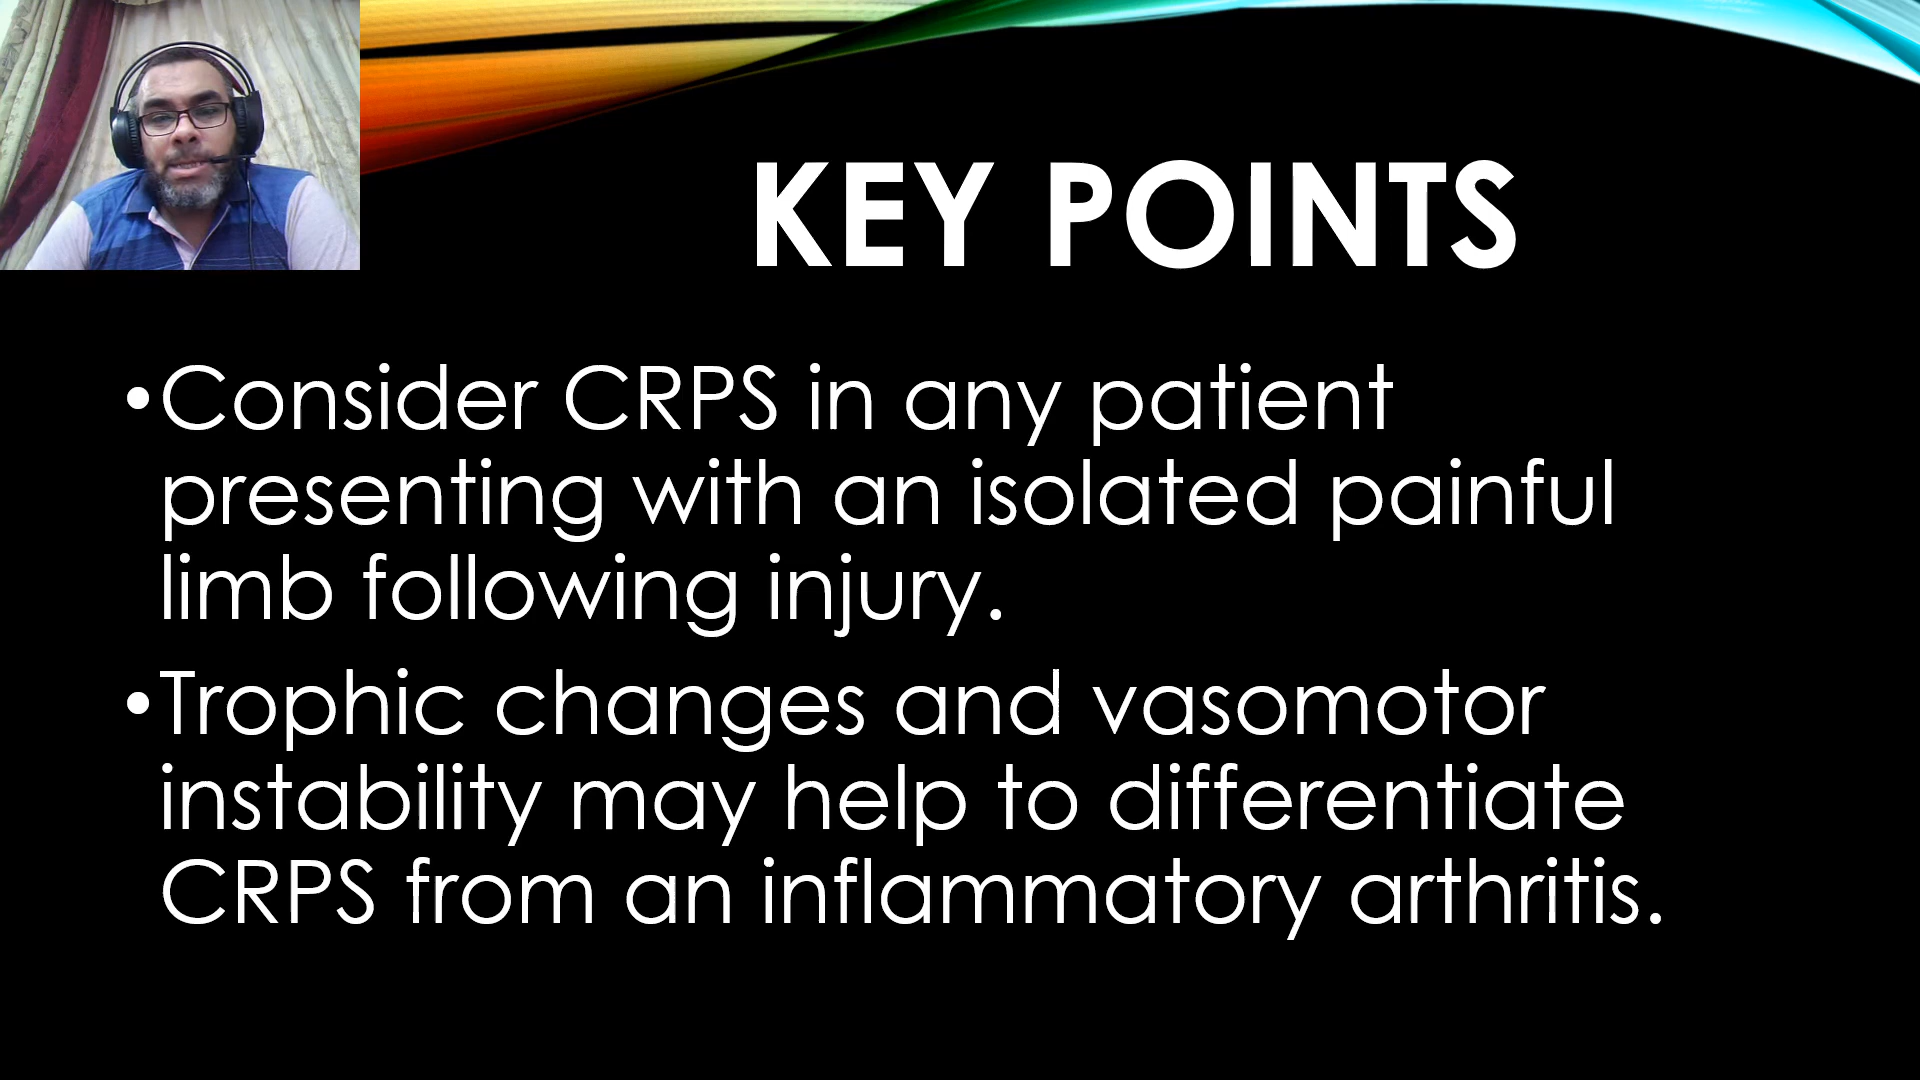 KEY POINTS
•Consider CRPS in any patient
presenting with an isolated painful
limb following injury.
•Trophic changes and vasomotor
instability may help to differentiate
CRPS from an inflammatory arthritis.